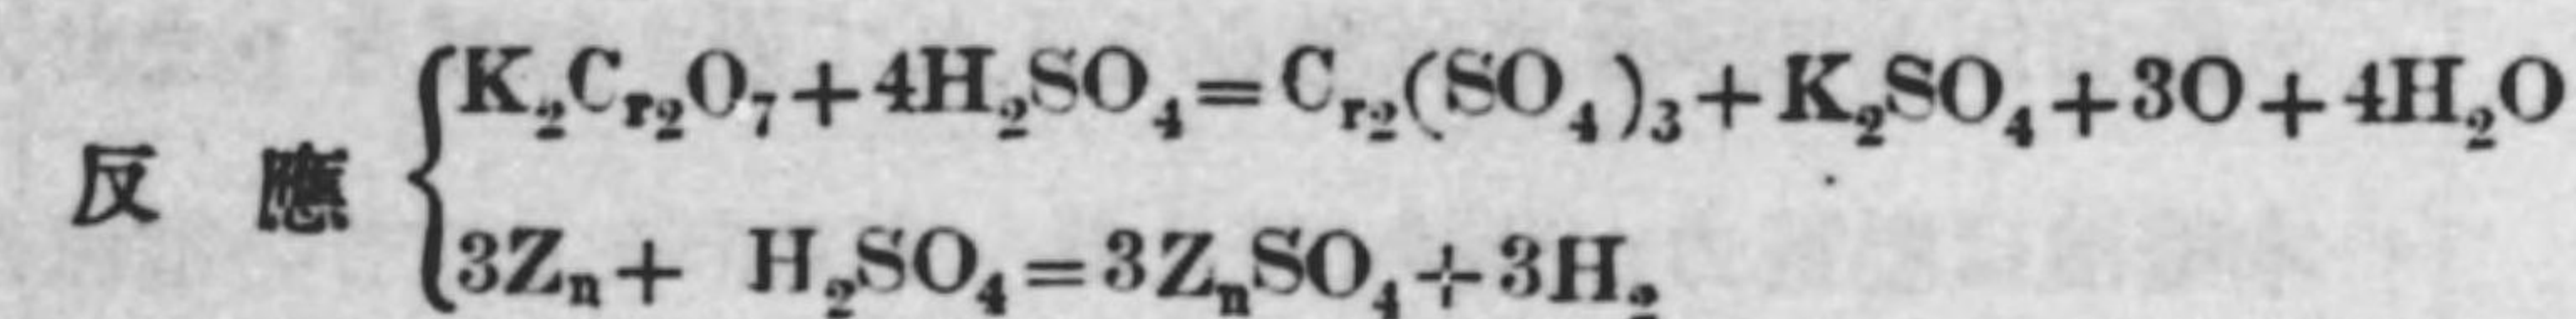 K₂Cr₂O₇+4H₂SO₄=Cr₂(SO₄)₃+K₂SO₄+3O+4H₂O
反應
3Zn+ H₂SO₄=3ZnSO₄+3H₂